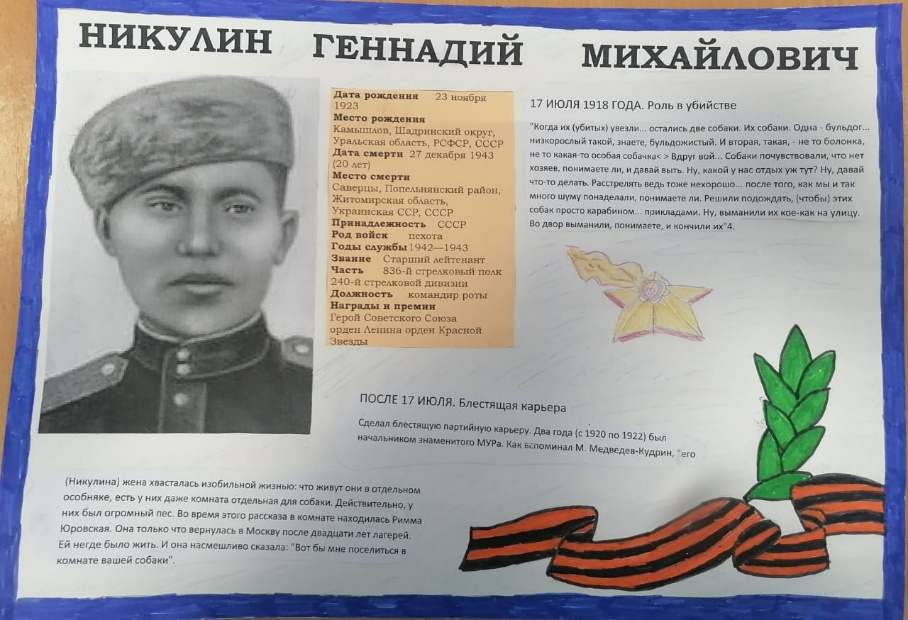 НИКУЛИН ГЕННАДИЙ МИХАЙЛОВИЧ
Дата рождения 23 ноября
1923
Место рождения
Камышлов, Шадринский округ,
Уральская область, РСФСР, СССР
Дата смерти 27 декабря 1943
(20 лет)
Место смерти
Саверцы, Попельнянский район,
Житомирская область,
Украинская ССР, СССР
Принадлежность СССР
Род войск пехота
Годы службы 1942—1943
Звание Старший лейтенант
Часть 836-й стрелковый полк
240-й стрелковой дивизии
Должность командир роты
Награды и премии
Герой Советского Союза
орден Ленина орден Красной
Звезды
17 ИЮЛЯ 1918 ГОДА. Роль в убийстве
"Когда их (убитых) увезли... остались две собаки. Их собаки. Одна - бульдог...
низкорослый такой, знаете, бульдожистый. И вторая, такая, - не то болонка,
не то какая-то особая собачка< > Вдруг вой... Собаки почувствовали, что нет
хозяев, понимаете ли, и давай выть. Ну, какой у нас отдых уж тут? Ну, давай
что-то делать. Расстрелять ведь тоже нехорошо... после того, как мы и так
много шуму понаделали, понимаете ли. Решили подождать, (чтобы) этих
собак просто карабином... прикладами. Ну, выманили их кое-как на улицу.
Во двор выманили, понимаете, и кончили их"4.
ПОСЛЕ 17 ИЮЛЯ. Блестящая карьера
Сделал блестящую партийную карьеру. Два года (с 1920 по 1922) был
начальником знаменитого МУРа. Как вспоминал М. Медведев-Кудрин, "его
(Никулина) жена хвасталась изобильной жизнью: что живут они в отдельном
особняке, есть у них даже комната отдельная для собаки. Действительно, у
них был огромный пес. Во время этого рассказа в комнате находилась Римма
Юровская. Она только что вернулась в Москву после двадцати лет лагерей.
Ей негде было жить. И она насмешливо сказала: "Вот бы мне поселиться в
комнате вашей собаки".